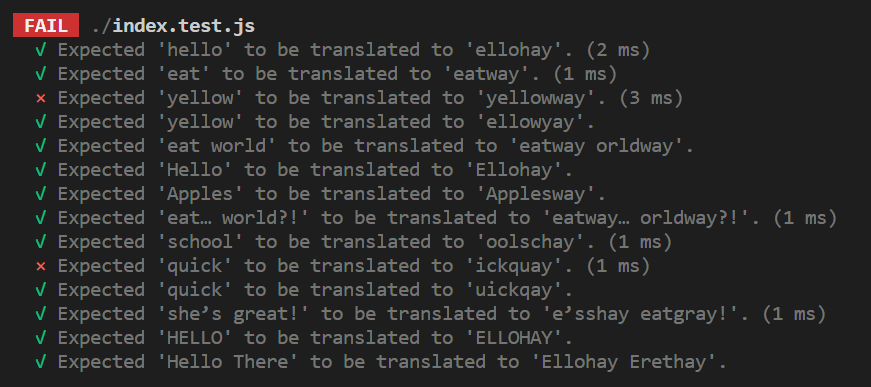 FAIL ./index.test.js
√ Expected 'hello' to be translated to 'ellohay'. (2 ms)
√ Expected 'eat' to be translated to 'eatway'. (1 ms)
× Expected 'yellow' to be translated to 'yellowway'. (3 ms)
√ Expected 'yellow' to be translated to 'ellowyay'.
√ Expected 'eat world' to be translated to 'eatway orldway'.
√ Expected 'Hello' to be translated to 'Ellohay'.
√ Expected 'Apples' to be translated to 'Applesway'.
√ Expected 'eat… world?!' to be translated to 'eatway… orldway?!'. (1 ms)
√ Expected 'school' to be translated to 'oolschay'. (1 ms)
× Expected 'quick' to be translated to 'ickquay'. (1 ms)
√ Expected 'quick' to be translated to 'uickqay'.
√ Expected 'she’s great!' to be translated to 'e’sshay eatgray!'. (1 ms)
√ Expected 'HELLO' to be translated to 'ELLOHAY'.
√ Expected 'Hello There' to be translated to 'Ellohay Erethay'.